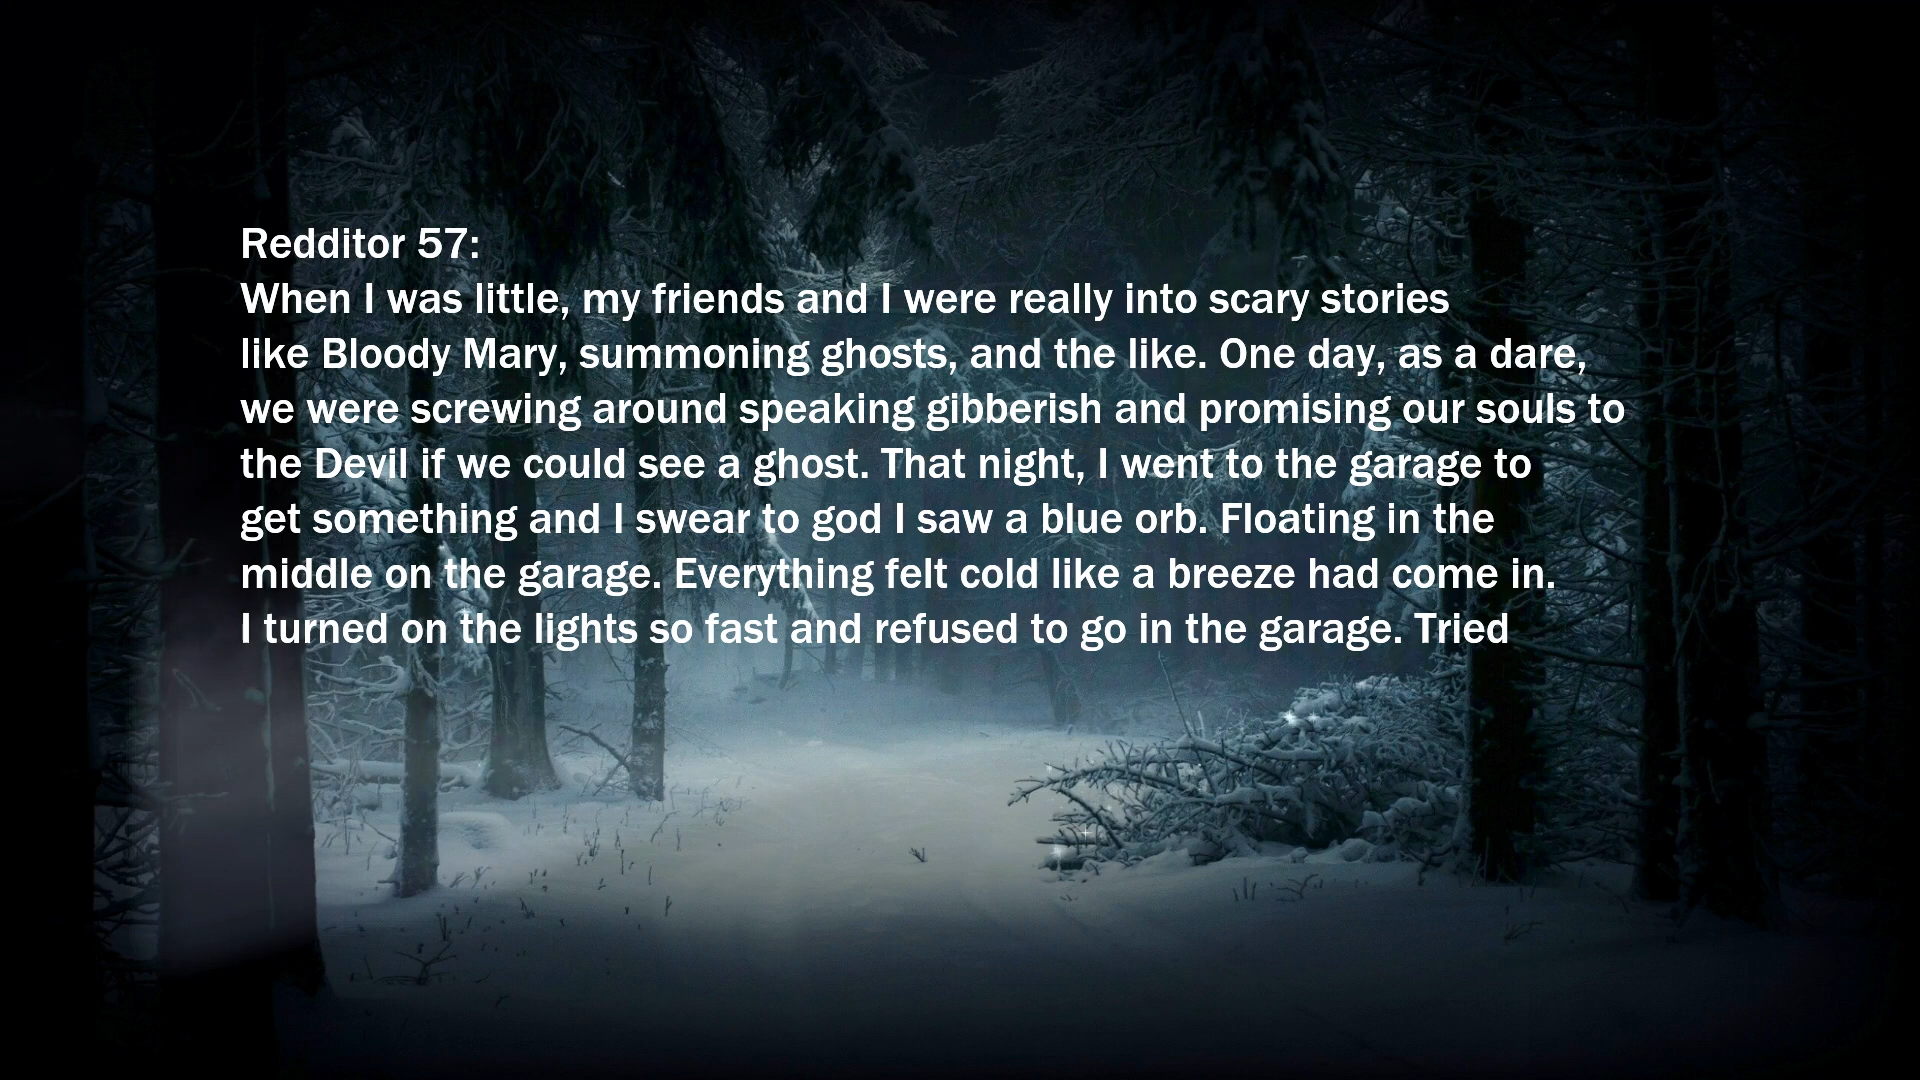 Redditor 57:
When I was little, my friends and I were really into scary stories
like Bloody Mary, summoning ghosts, and the like. One day, as a dare,
we were screwing around speaking gibberish and promising our souls to
the Devil if we could see a ghost. That night, I went to the garage to
get something and I swear to god I saw a blue orb. Floating in the
middle on the garage. Everything felt cold like a breeze had come in.
I turned on the lights so fast and refused to go in the garage. Tried